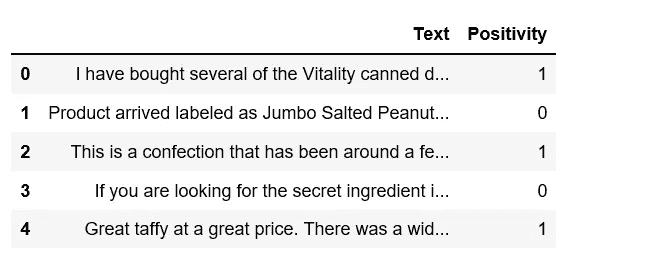 Text Positivity
0 I have bought several of the Vitality canned d... 1
1 Product arrived labeled as Jumbo Salted Peanut... 0
2 This is a confection that has been around a fe... 1
3 If you are looking for the secret ingredient i... 0
4 Great taffy at a great price. There was a wid... 1